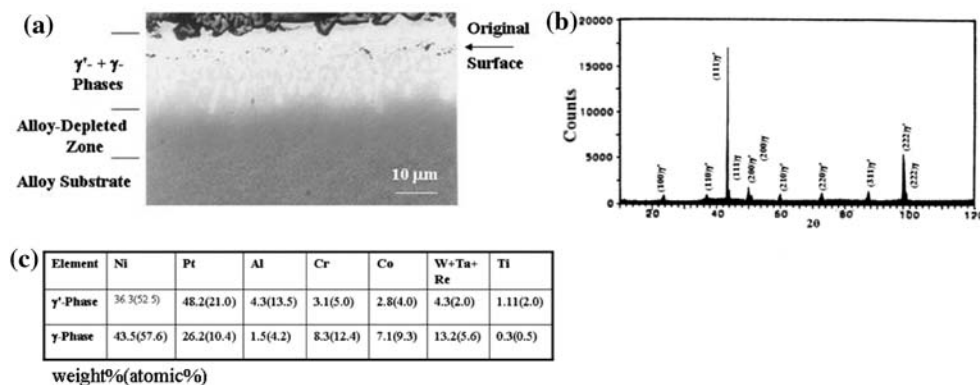 (a)
Original
Surface
γ'- + γ-
Phases
Alloy-Depleted
Zone
Alloy Substrate
10 μm
(b)
20000
15000
10000
5000
0
Counts
20
40
60
80
100
120
2θ
(100)γ'
(110)γ'
(111)γ'
(111)γ
(200)γ'
(200)γ
(210)γ'
(220)γ'
(311)γ'
(222)γ'
(222)γ
(c)
Element Ni Pt Al Cr Co W+Ta+ Ti
Re
γ'-Phase 36.3(52.5) 48.2(21.0) 4.3(13.5) 3.1(5.0) 2.8(4.0) 4.3(2.0) 1.11(2.0)
γ-Phase 43.5(57.6) 26.2(10.4) 1.5(4.2) 8.3(12.4) 7.1(9.3) 13.2(5.6) 0.3(0.5)
weight%(atomic%)